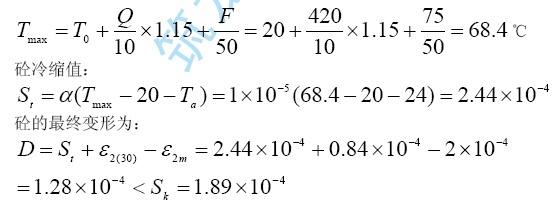 T_max = T_0 + Q/10 ×1.15 + F/50 = 20 + 420/10 ×1.15 + 75/50 = 68.4 ℃
砼冷缩值：
S_t = α(T_max − 20 − T_a) = 1×10^-5 (68.4 − 20 − 24) = 2.44×10^-4
砼的最终变形为：
D = S_t + ε_2(30) − ε_2m = 2.44×10^-4 + 0.84×10^-4 − 2×10^-4
= 1.28×10^-4 < S_k = 1.89×10^-4